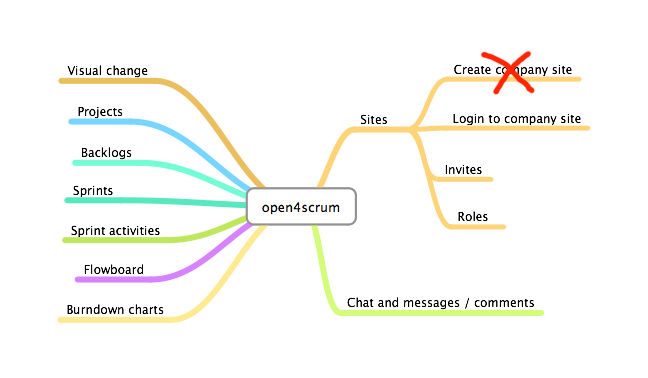 Visual change
Projects
Backlogs
Sprints
Sprint activities
Flowboard
Burndown charts
open4scrum
Sites
Create company site
Login to company site
Invites
Roles
Chat and messages / comments